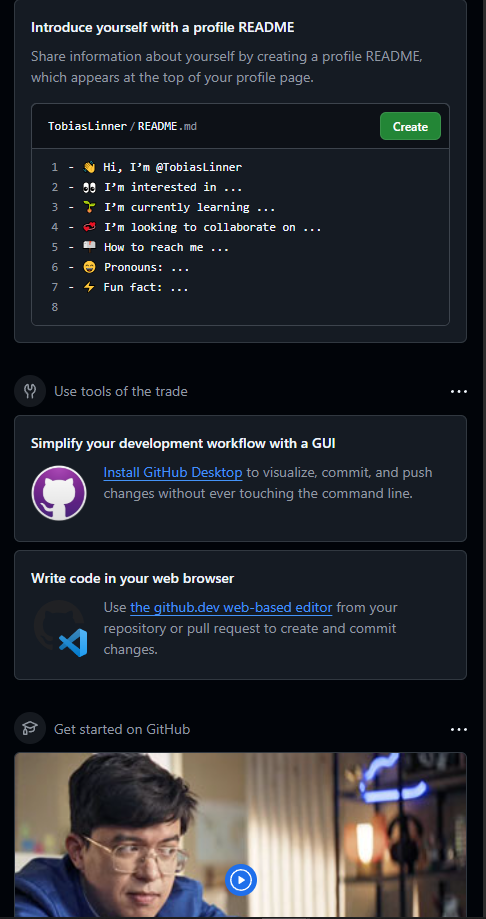 Introduce yourself with a profile README
Share information about yourself by creating a profile README,
which appears at the top of your profile page.
TobiasLinner/README.md
Create
1 - 👋 Hi, I’m @TobiasLinner
2 - 👀 I’m interested in ...
3 - 🌱 I’m currently learning ...
4 - 💞️ I’m looking to collaborate on ...
5 - 📫 How to reach me ...
6 - 😄 Pronouns: ...
7 - ⚡ Fun fact: ...
8
Use tools of the trade
Simplify your development workflow with a GUI
Install GitHub Desktop to visualize, commit, and push
changes without ever touching the command line.
Write code in your web browser
Use the github.dev web-based editor from your
repository or pull request to create and commit
changes.
Get started on GitHub